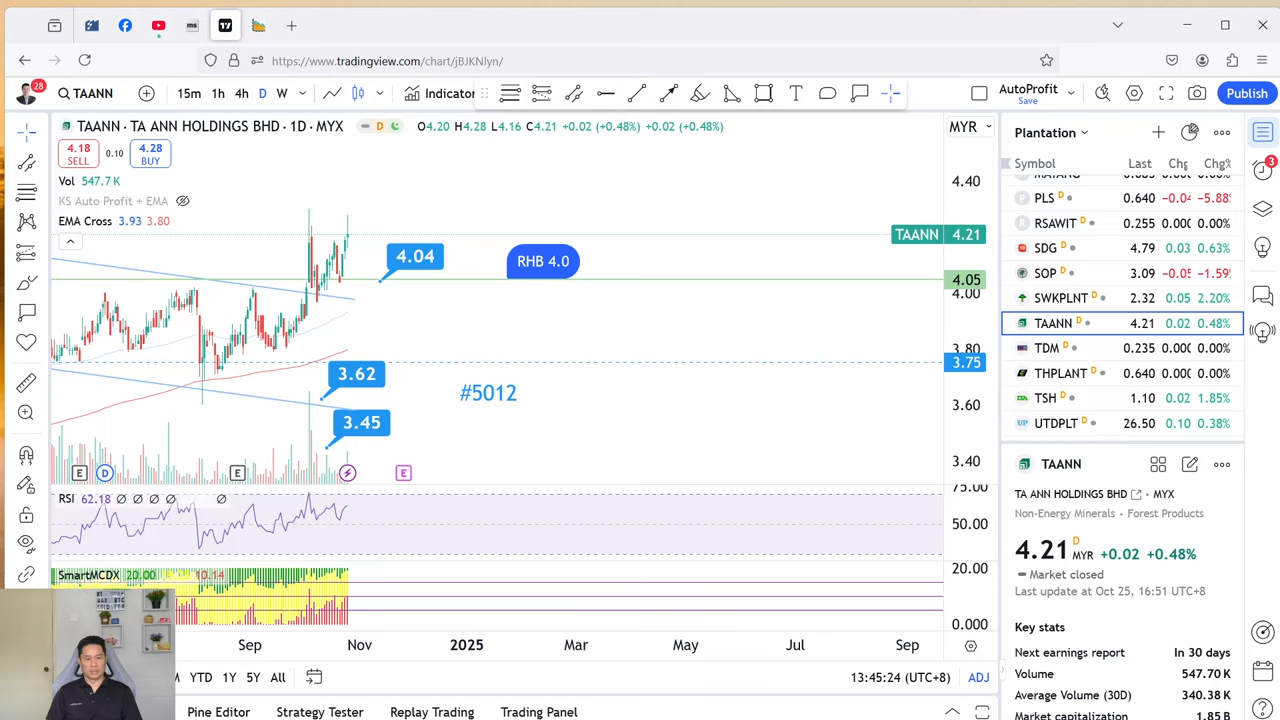 https://www.tradingview.com/chart/jBJKNlyn/
28
TAANN
15m 1h 4h D W
Indicator
AutoProfit
Save
Publish
TAANN · TA ANN HOLDINGS BHD · 1D · MYX
D
O4.20 H4.28 L4.16 C4.21 +0.02 (+0.48%) +0.02 (+0.48%)
4.18
SELL
0.10
4.28
BUY
Vol 547.7 K
KS Auto Profit + EMA
EMA Cross 3.93 3.80
MYR
4.40
TAANN 4.21
4.05
4.00
3.80
3.75
3.60
3.40
4.04
RHB 4.0
3.62
3.45
#5012
E
D
E
E
RSI 62.18 ∅ ∅ ∅ ∅ ∅
75.00
50.00
SmartMCDX 20.00 10.14
20.00
0.000
Sep Nov 2025 Mar May Jul Sep
YTD 1Y 5Y All
13:45:24 (UTC+8)
ADJ
Pine Editor Strategy Tester Replay Trading Trading Panel
Plantation
Symbol Last Chg Chg%
PLS D 0.640 -0.04 -5.88%
RSAWIT D 0.255 0.000 0.00%
SDG D 4.79 0.03 0.63%
SOP D 3.09 -0.05 -1.59%
SWKPLNT D 2.32 0.05 2.20%
TAANN D 4.21 0.02 0.48%
TDM D 0.235 0.000 0.00%
THPLANT D 0.640 0.000 0.00%
TSH D 1.10 0.02 1.85%
UTDPLT D 26.50 0.10 0.38%
3
TAANN
TA ANN HOLDINGS BHD · MYX
Non-Energy Minerals · Forest Products
4.21 D MYR +0.02 +0.48%
Market closed
Last update at Oct 25, 16:51 UTC+8
Key stats
Next earnings report In 30 days
Volume 547.70 K
Average Volume (30D) 340.38 K
Market capitalization 1.85 B